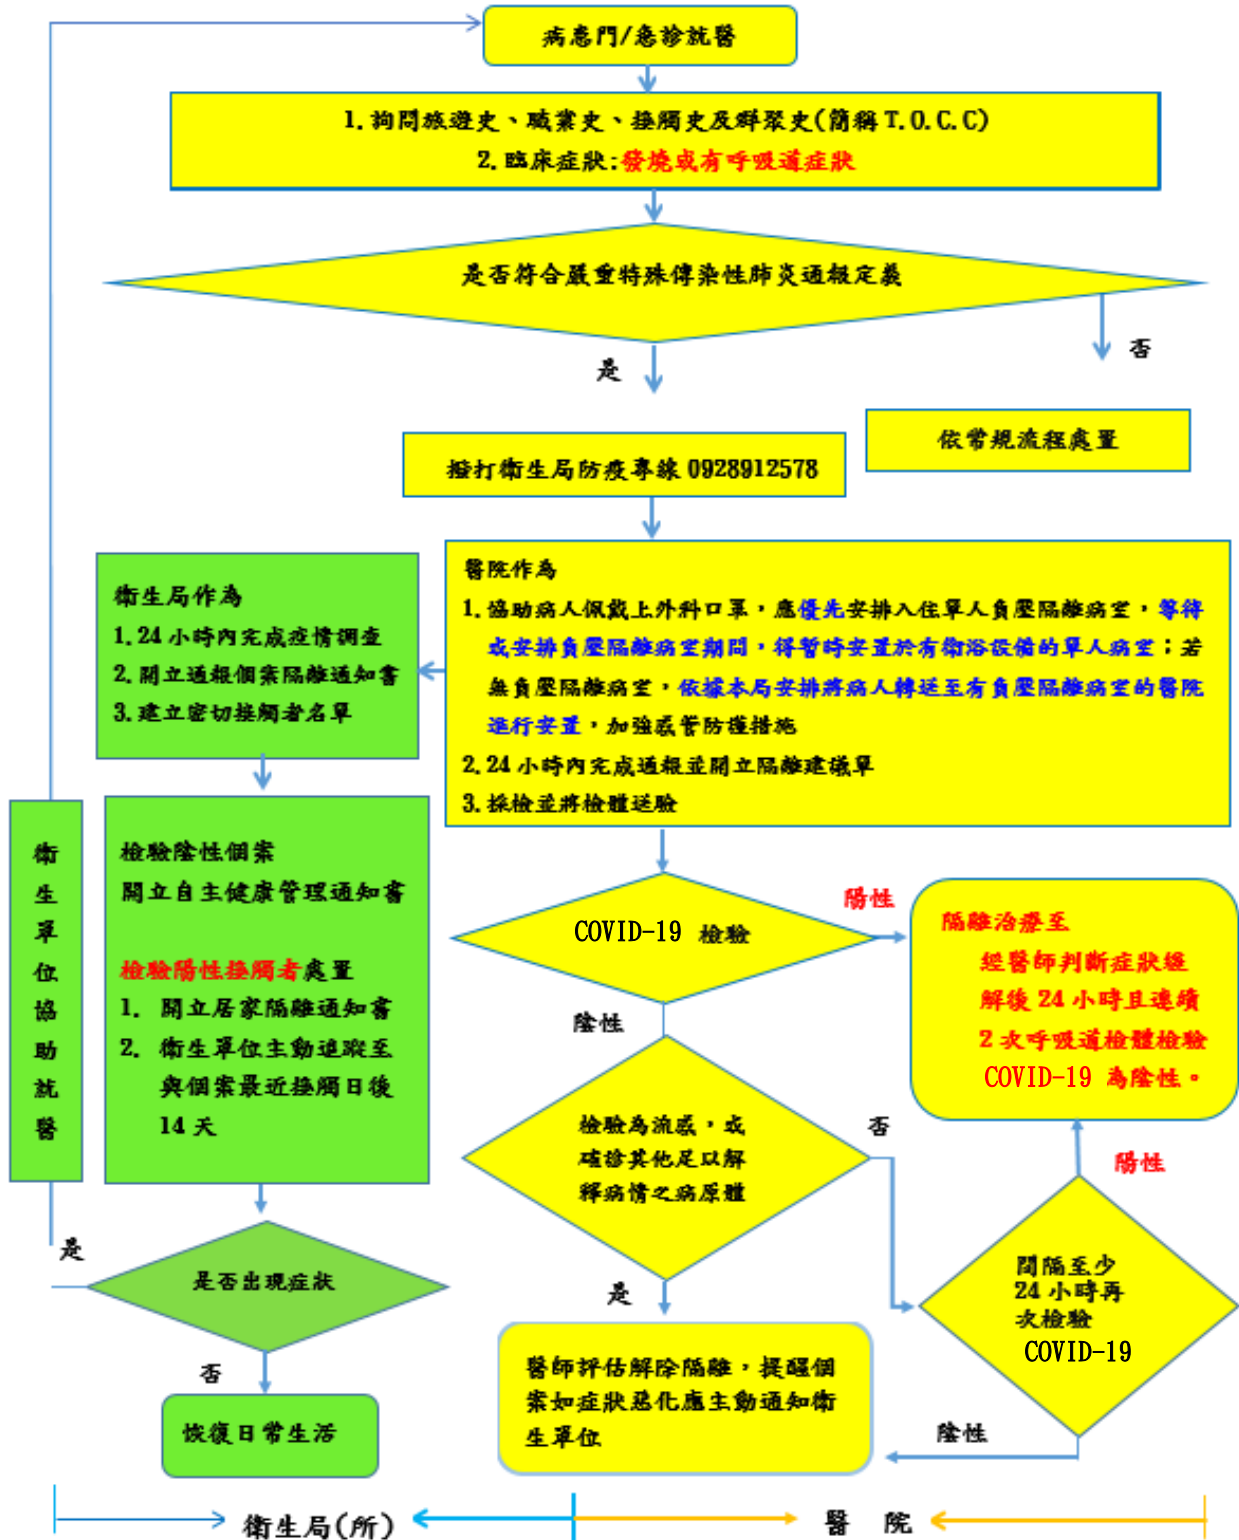 病患門/急診就醫
1. 詢問旅遊史、職業史、接觸史及群聚史(簡稱 T.O.C.C)
2. 臨床症狀:發燒或有呼吸道症狀
是否符合嚴重特殊傳染性肺炎通報定義
否
是
依常規流程處置
撥打衛生局防疫專線 0928912578
醫院作為
1. 協助病人佩戴上外科口罩，應優先安排入住單人負壓隔離病室，等待
或安排負壓隔離病室期間，得暫時安置於有衛浴設備的單人病室；若
無負壓隔離病室，依據本局安排將病人轉送至有負壓隔離病室的醫院
進行安置，加強感管防護措施
2. 24 小時內完成通報並開立隔離建議單
3. 採檢並將檢體送驗
衛生局作為
1. 24 小時內完成疫情調查
2. 開立通報個案隔離通知書
3. 建立密切接觸者名單
衛
生
單
位
協
助
就
醫
檢驗陰性個案
開立自主健康管理通知書
檢驗陽性接觸者處置
1. 開立居家隔離通知書
2. 衛生單位主動追蹤至
與個案最近接觸日後
14 天
COVID-19 檢驗
陽性
隔離治療至
經醫師判斷症狀緩
解後 24 小時且連續
2 次呼吸道檢體檢驗
COVID-19 為陰性。
陰性
檢驗為流感，或
確診其他足以解
釋病情之病原體
否
陽性
間隔至少
24 小時再
次檢驗
COVID-19
是
是否出現症狀
是
醫師評估解除隔離，提醒個
案如症狀惡化應主動通知衛
生單位
陰性
否
恢復日常生活
衛生局(所)
醫 院